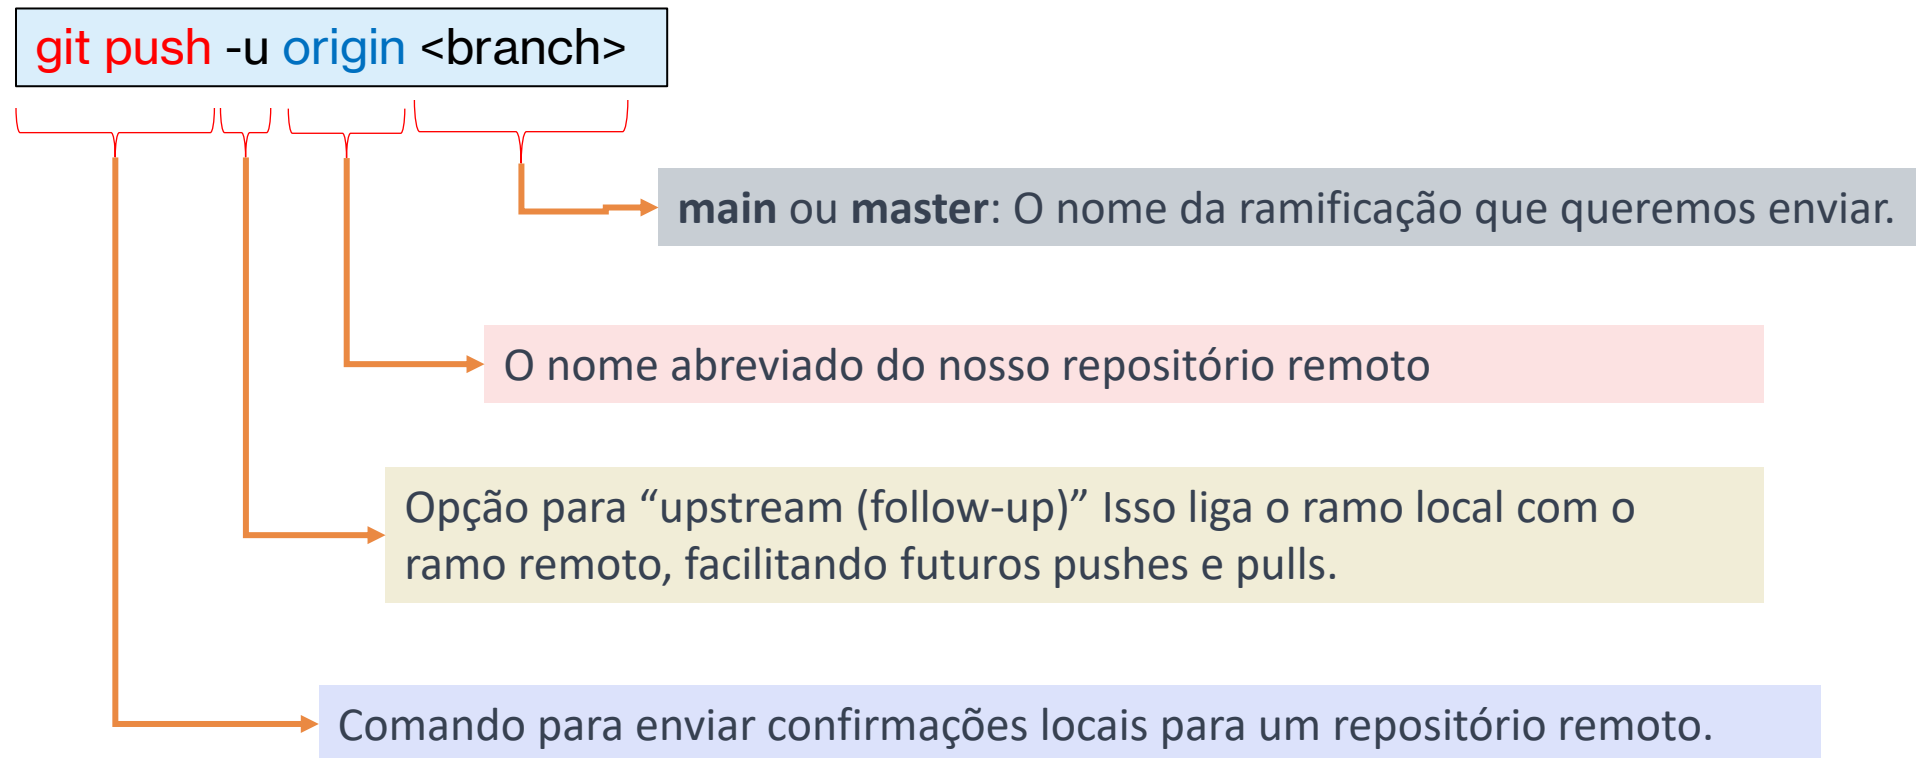 git push -u origin <branch>
main ou master: O nome da ramificação que queremos enviar.
O nome abreviado do nosso repositório remoto
Opção para “upstream (follow-up)” Isso liga o ramo local com o
ramo remoto, facilitando futuros pushes e pulls.
Comando para enviar confirmações locais para um repositório remoto.